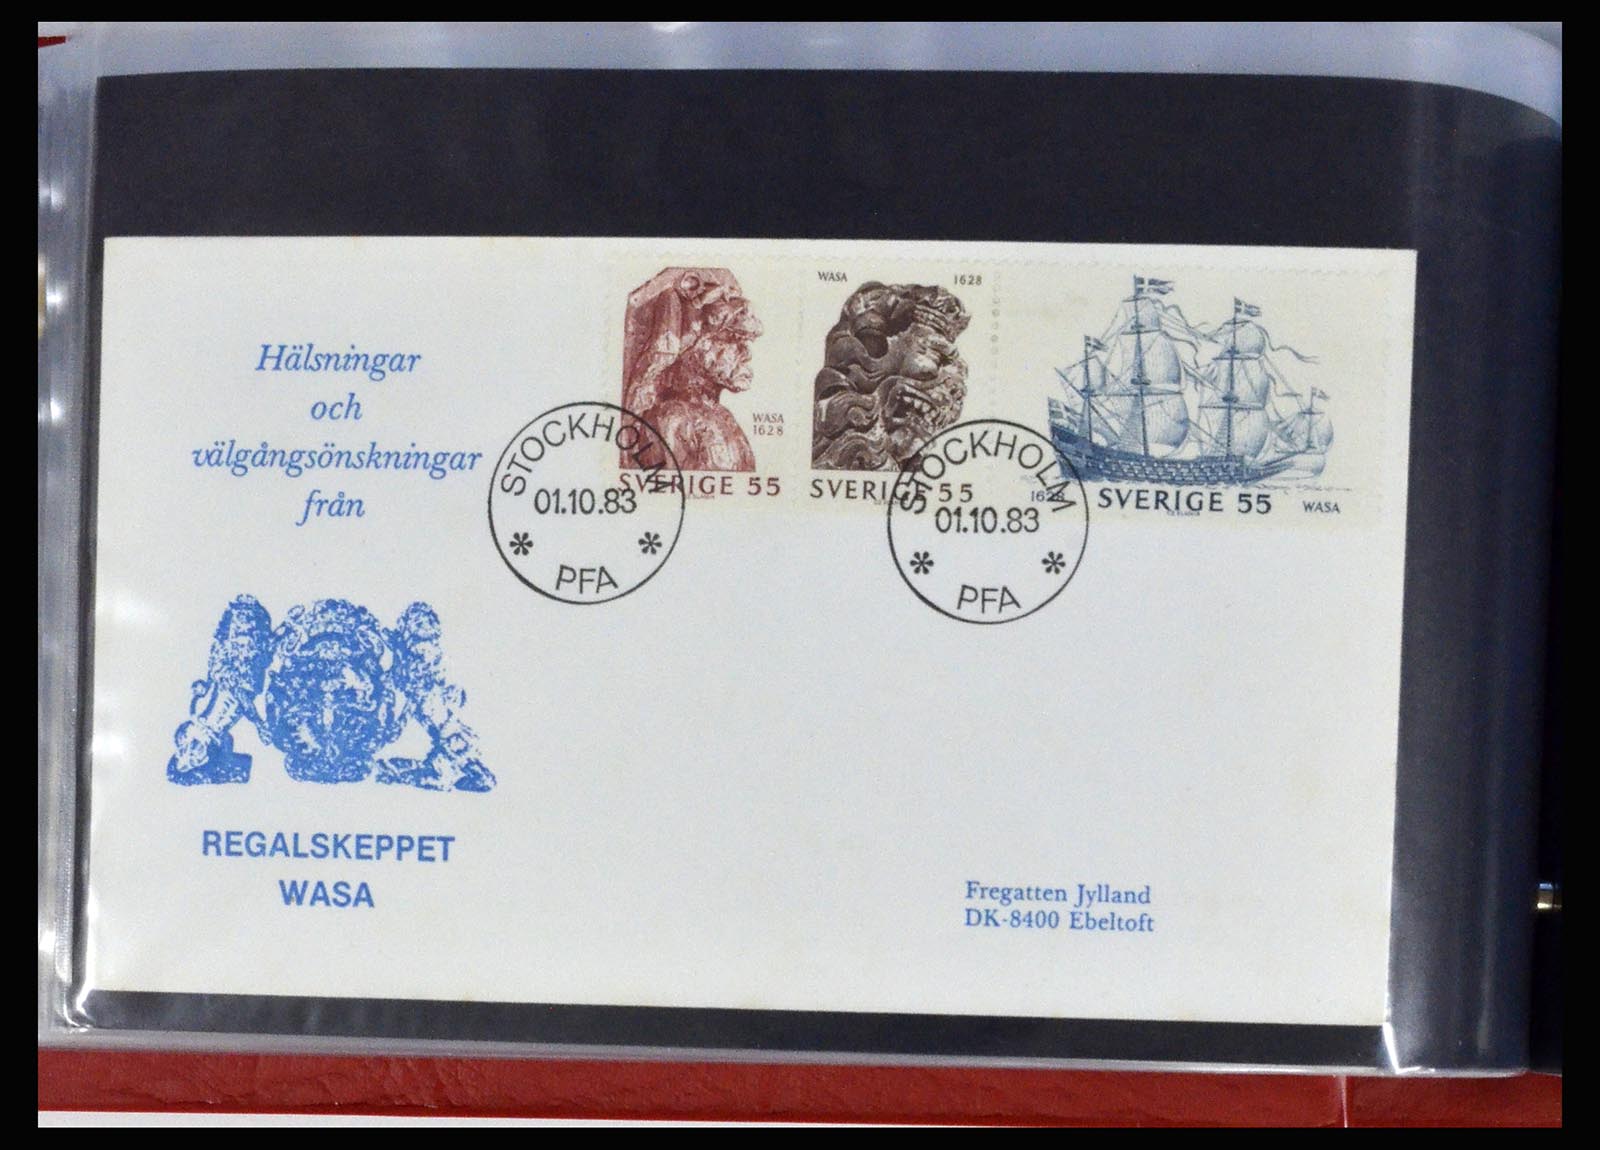 Hälsningar
och
välgångsönskningar
från
REGALSKEPPET
WASA
WASA
1628
SVERIGE 55
WASA 1628
SVERIGE 55
1628 SVERIGE 55 WASA
STOCKHOLM
01.10.83
* *
PFA
STOCKHOLM
01.10.83
* *
PFA
Fregatten Jylland
DK-8400 Ebeltoft